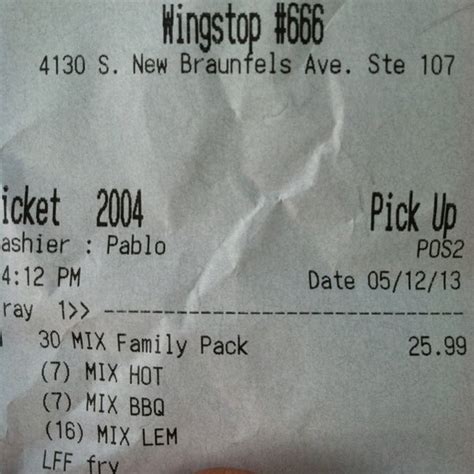 Wingstop #666
4130 S. New Braunfels Ave. Ste 107
icket 2004 Pick Up
ashier : Pablo POS2
4:12 PM Date 05/12/13
ray 1>> --------------------
30 MIX Family Pack 25.99
(7) MIX HOT
(7) MIX BBQ
(16) MIX LEM
LFF fry